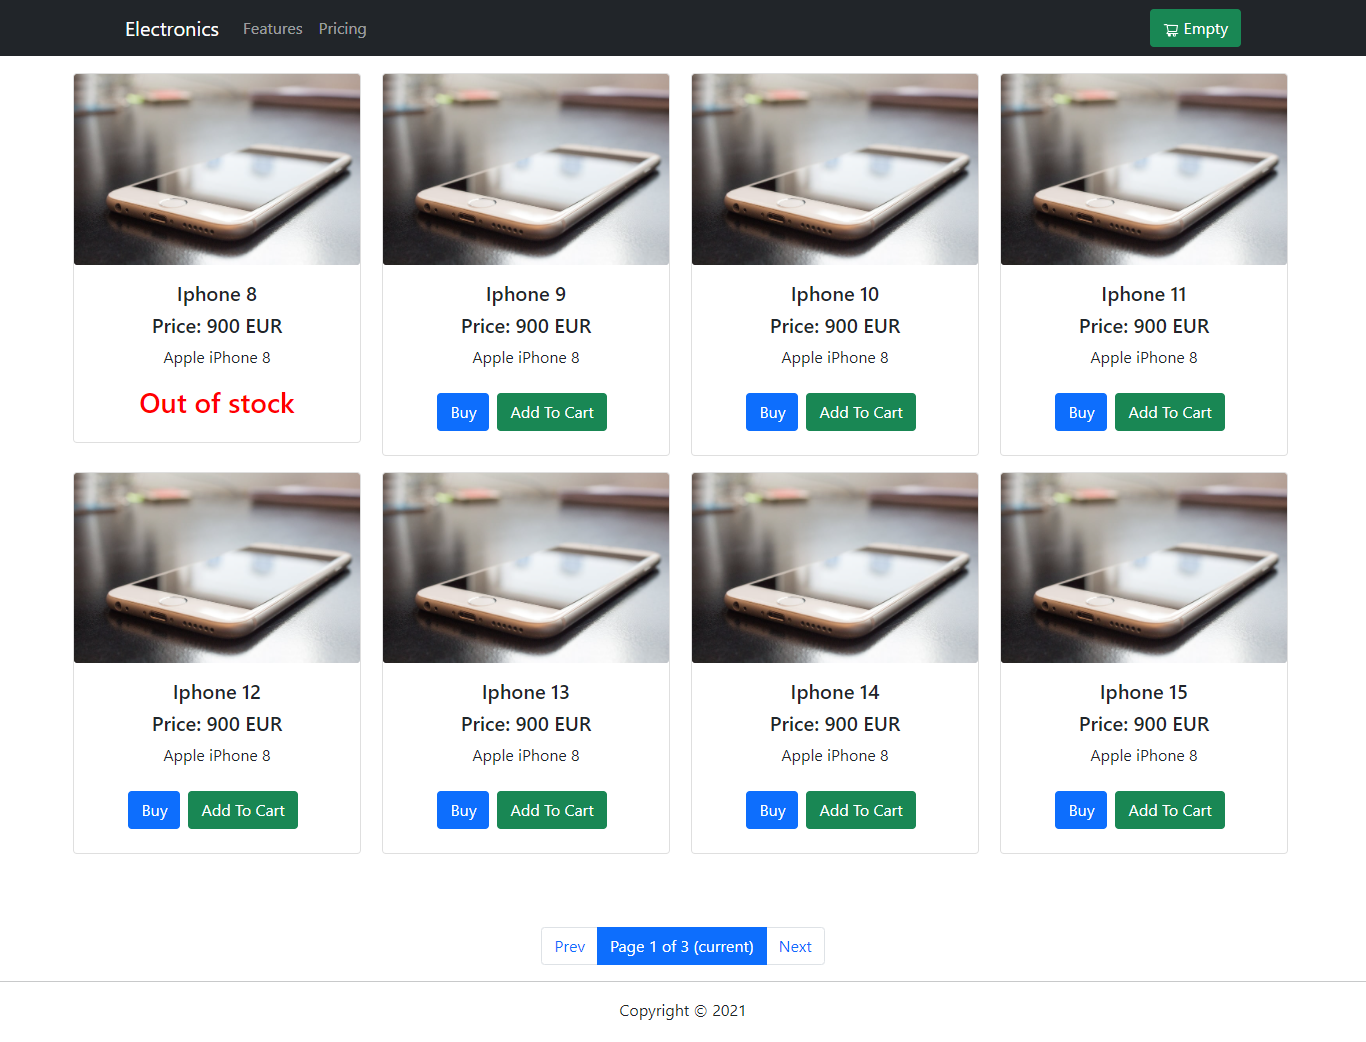 Electronics Features Pricing Empty
Iphone 8 Iphone 9 Iphone 10 Iphone 11
Price: 900 EUR Price: 900 EUR Price: 900 EUR Price: 900 EUR
Apple iPhone 8 Apple iPhone 8 Apple iPhone 8 Apple iPhone 8
Out of stock Buy Add To Cart Buy Add To Cart Buy Add To Cart
Iphone 12 Iphone 13 Iphone 14 Iphone 15
Price: 900 EUR Price: 900 EUR Price: 900 EUR Price: 900 EUR
Apple iPhone 8 Apple iPhone 8 Apple iPhone 8 Apple iPhone 8
Buy Add To Cart Buy Add To Cart Buy Add To Cart Buy Add To Cart
Prev Page 1 of 3 (current) Next
Copyright © 2021